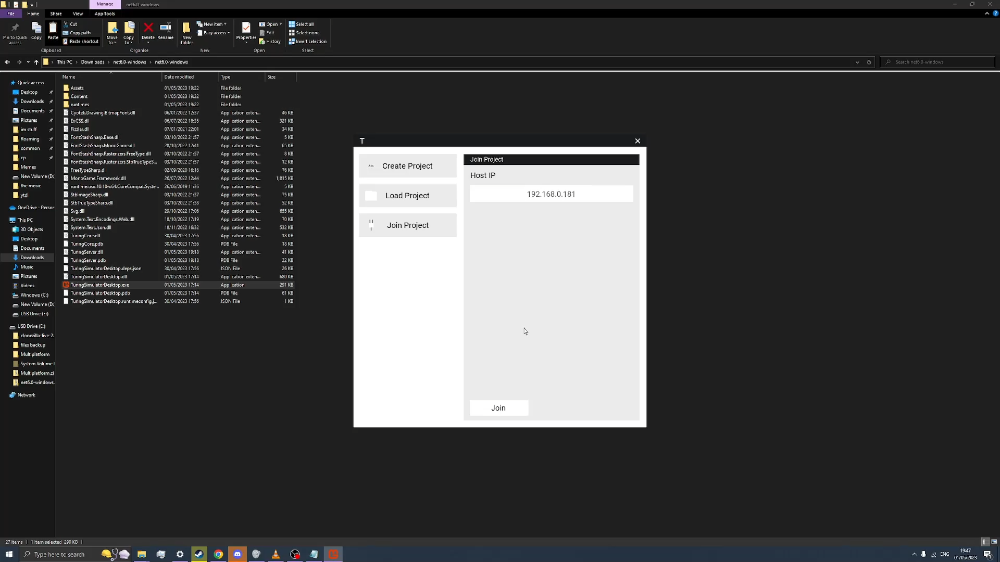 Manage
net6.0-windows
File
Home
Share
View
App Tools
Pin to Quick access
Copy
Paste
Cut
Copy path
Paste shortcut
Move to
Copy to
Delete
Rename
New folder
New item
Easy access
Properties
Open
Edit
History
Select all
Select none
Invert selection
Clipboard
Organise
New
Open
Select
This PC
Downloads
net6.0-windows
net6.0-windows
Search net6.0-windows
Name
Date modified
Type
Size
Quick access
Desktop
Downloads
Documents
Pictures
im stuff
Roaming
common
cp
Memes
New Volume (D:
the mosic
ytdl
OneDrive - Person
This PC
3D Objects
Desktop
Documents
Downloads
Music
Pictures
Videos
Windows (C:)
New Volume (D:
USB Drive (E:)
USB Drive (E:)
clonezilla-live-2.
files backup
Multiplatform
System Volume I
Multiplatform.zi
net6.0-windows.
Network
Assets 01/05/2023 19:22 File folder
Content 01/05/2023 19:22 File folder
runtimes 01/05/2023 19:22 File folder
Cyotek.Drawing.BitmapFont.dll 06/01/2022 12:37 Application exten... 46 KB
ExCSS.dll 06/07/2022 18:35 Application exten... 321 KB
Fizzler.dll 07/01/2021 22:01 Application exten... 34 KB
FontStashSharp.Base.dll 03/10/2022 21:57 Application exten... 5 KB
FontStashSharp.MonoGame.dll 28/10/2022 12:41 Application exten... 65 KB
FontStashSharp.Rasterizers.FreeType.dll 03/10/2022 21:57 Application exten... 8 KB
FontStashSharp.Rasterizers.StbTrueTypeS... 03/10/2022 21:57 Application exten... 12 KB
FreeTypeSharp.dll 02/09/2020 16:16 Application exten... 76 KB
MonoGame.Framework.dll 26/07/2022 12:44 Application exten... 1,815 KB
runtime.osx.10.10-x64.CoreCompat.Syste... 26/06/2019 11:36 Application exten... 5 KB
StbImageSharp.dll 03/10/2022 21:37 Application exten... 75 KB
StbTrueTypeSharp.dll 03/10/2022 21:38 Application exten... 52 KB
Svg.dll 29/10/2022 17:06 Application exten... 655 KB
System.Text.Encodings.Web.dll 18/10/2022 17:19 Application exten... 70 KB
System.Text.Json.dll 18/11/2022 16:32 Application exten... 532 KB
TuringCore.dll 30/04/2023 17:56 Application exten... 18 KB
TuringCore.pdb 30/04/2023 17:56 PDB File 18 KB
TuringServer.dll 01/05/2023 19:18 Application exten... 41 KB
TuringServer.pdb 01/05/2023 19:18 PDB File 22 KB
TuringSimulatorDesktop.deps.json 30/04/2023 17:56 JSON File 26 KB
TuringSimulatorDesktop.dll 01/05/2023 17:14 Application exten... 680 KB
TuringSimulatorDesktop.exe 01/05/2023 17:14 Application 291 KB
TuringSimulatorDesktop.pdb 01/05/2023 17:14 PDB File 61 KB
TuringSimulatorDesktop.runtimeconfig.j... 30/04/2023 17:56 JSON File 1 KB
T
Create Project
Load Project
Join Project
Join Project
Host IP
192.168.0.181
Join
27 items
1 item selected 290 KB
Type here to search
ENG
19:47
01/05/2023
1